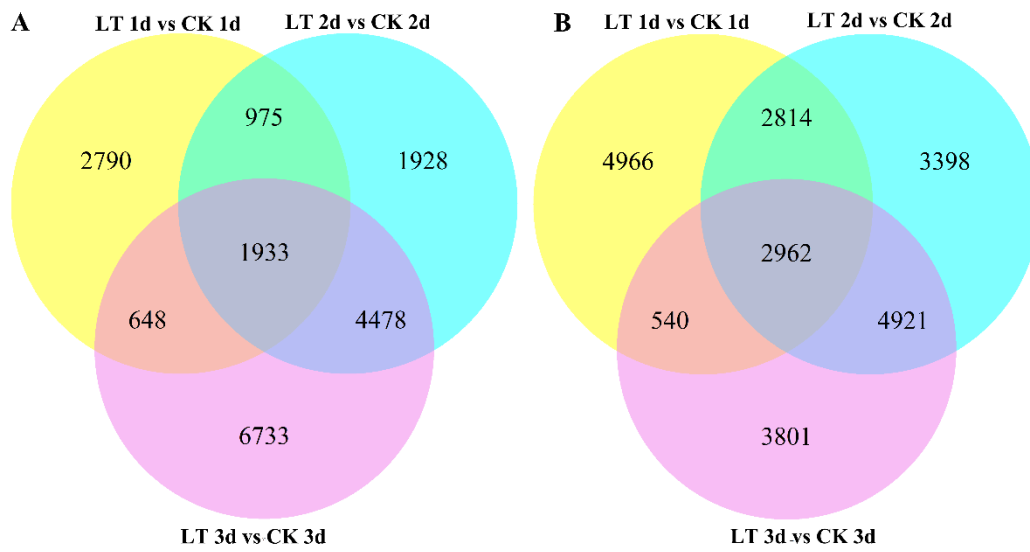 A
LT 1d vs CK 1d
LT 2d vs CK 2d
2790
975
1928
1933
648
4478
6733
LT 3d vs CK 3d
B
LT 1d vs CK 1d
LT 2d vs CK 2d
4966
2814
3398
2962
540
4921
3801
LT 3d vs CK 3d